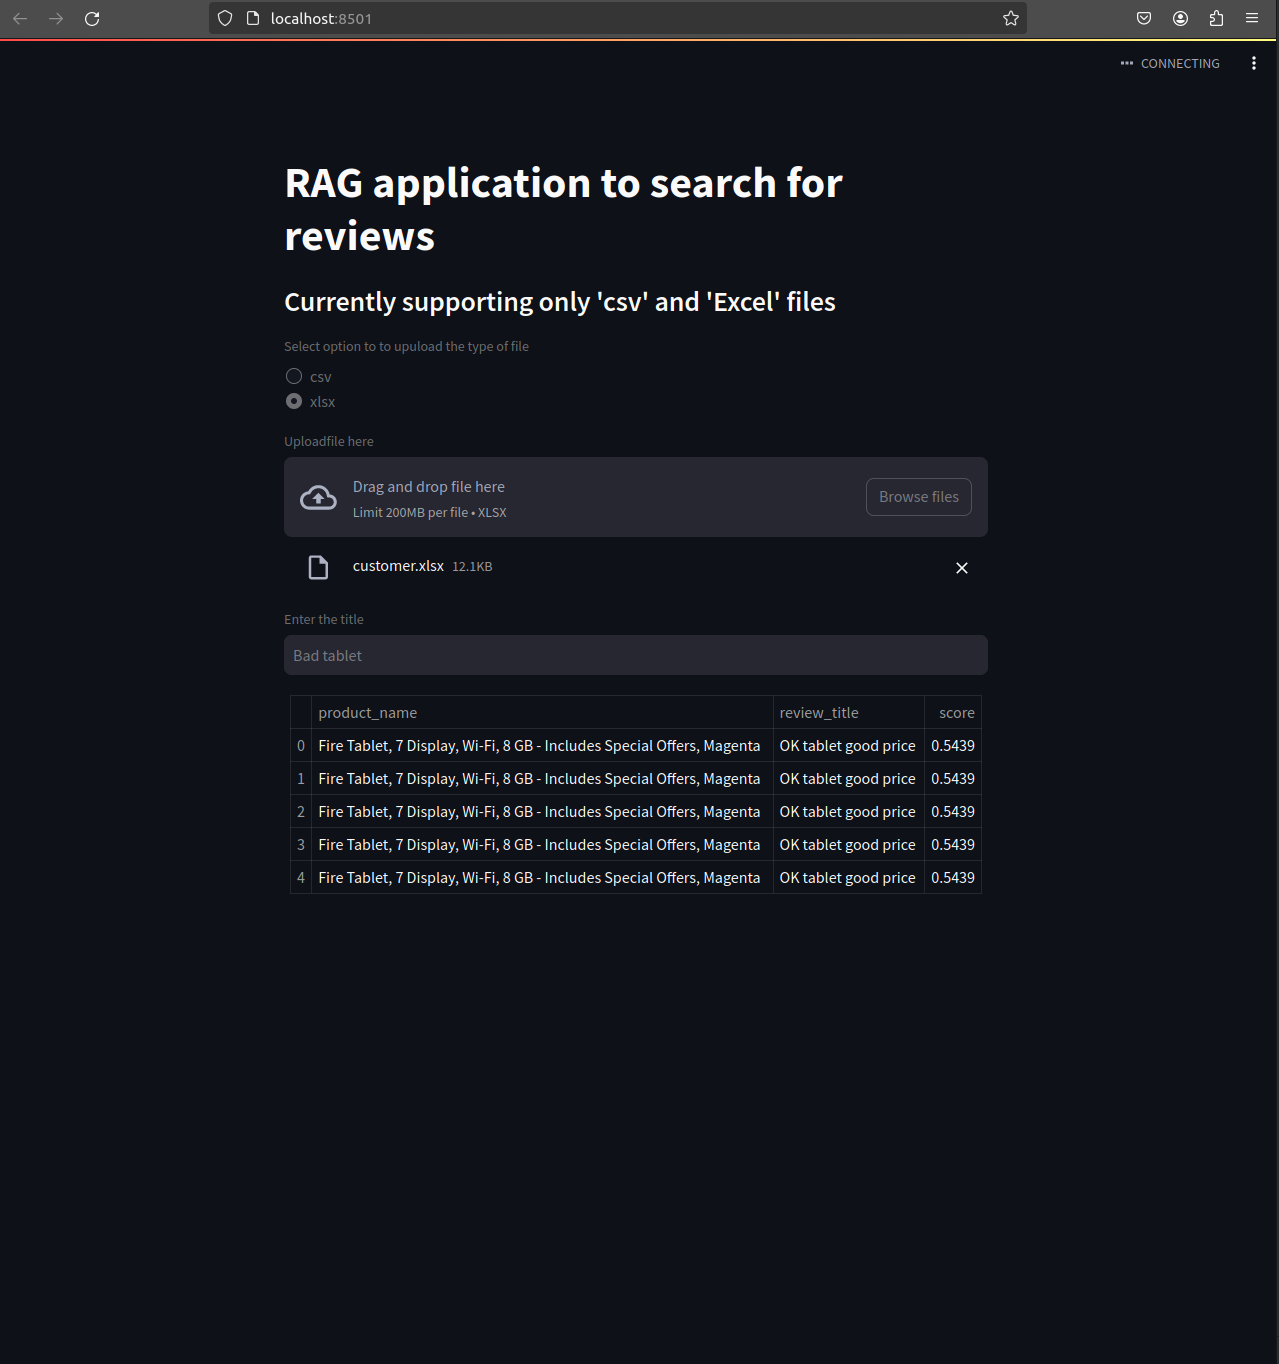 localhost:8501
CONNECTING
RAG application to search for
reviews
Currently supporting only 'csv' and 'Excel' files
Select option to to upuload the type of file
csv
xlsx
Uploadfile here
Drag and drop file here
Limit 200MB per file • XLSX
Browse files
customer.xlsx 12.1KB
Enter the title
Bad tablet
product_name review_title score
0 Fire Tablet, 7 Display, Wi-Fi, 8 GB - Includes Special Offers, Magenta OK tablet good price 0.5439
1 Fire Tablet, 7 Display, Wi-Fi, 8 GB - Includes Special Offers, Magenta OK tablet good price 0.5439
2 Fire Tablet, 7 Display, Wi-Fi, 8 GB - Includes Special Offers, Magenta OK tablet good price 0.5439
3 Fire Tablet, 7 Display, Wi-Fi, 8 GB - Includes Special Offers, Magenta OK tablet good price 0.5439
4 Fire Tablet, 7 Display, Wi-Fi, 8 GB - Includes Special Offers, Magenta OK tablet good price 0.5439